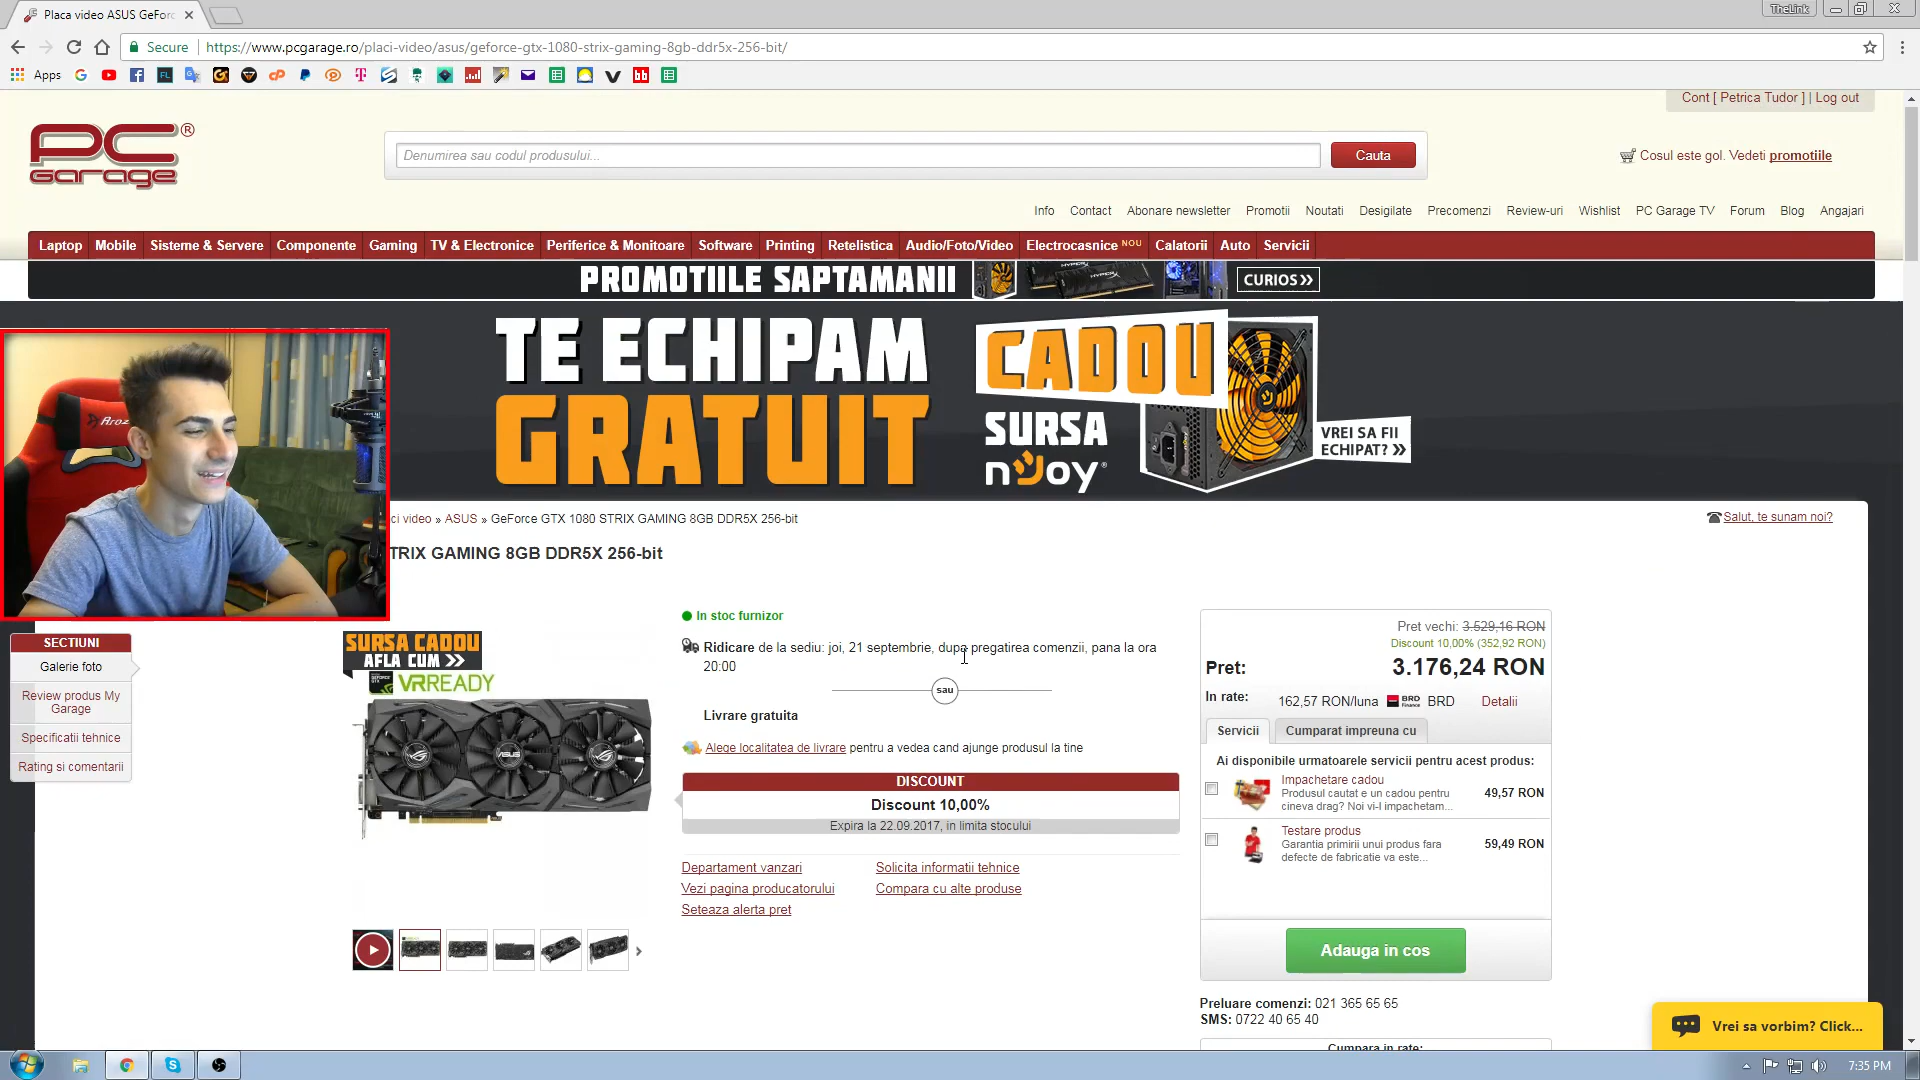 Placa video ASUS GeForc
TheLink
Secure
https://www.pcgarage.ro/placi-video/asus/geforce-gtx-1080-strix-gaming-8gb-ddr5x-256-bit/
Apps
Cont [ Petrica Tudor ] | Log out
PC Garage ®
Denumirea sau codul produsului...
Cauta
Cosul este gol. Vedeti promotiile
Info Contact Abonare newsletter Promotii Noutati Desigilate Precomenzi Review-uri Wishlist PC Garage TV Forum Blog Angajari
Laptop Mobile Sisteme & Servere Componente Gaming TV & Electronice Periferice & Monitoare Software Printing Retelistica Audio/Foto/Video Electrocasnice NOU Calatorii Auto Servicii
PROMOTIILE SAPTAMANII
HYPERX
CURIOS>>
TE ECHIPAM
GRATUIT
CADOU
SURSA
nJoy®
VREI SA FII
ECHIPAT? >>
Aroz
ci video » ASUS » GeForce GTX 1080 STRIX GAMING 8GB DDR5X 256-bit
Salut, te sunam noi?
TRIX GAMING 8GB DDR5X 256-bit
SECTIUNI
Galerie foto
Review produs My
Garage
Specificatii tehnice
Rating si comentarii
SURSA CADOU
AFLA CUM >>
VRREADY
ASUS
In stoc furnizor
Ridicare de la sediu: joi, 21 septembrie, dupa pregatirea comenzii, pana la ora
20:00
sau
Livrare gratuita
Alege localitatea de livrare pentru a vedea cand ajunge produsul la tine
DISCOUNT
Discount 10,00%
Expira la 22.09.2017, in limita stocului
Departament vanzari Solicita informatii tehnice
Vezi pagina producatorului Compara cu alte produse
Seteaza alerta pret
Pret vechi: 3.529,16 RON
Discount 10,00% (352,92 RON)
Pret: 3.176,24 RON
In rate: 162,57 RON/luna BRD Finance BRD Detalii
Servicii Cumparat impreuna cu
Ai disponibile urmatoarele servicii pentru acest produs:
Impachetare cadou
Produsul cautat e un cadou pentru
cineva drag? Noi vi-l impachetam...
49,57 RON
Testare produs
Garantia primirii unui produs fara
defecte de fabricatie va este...
59,49 RON
Adauga in cos
Preluare comenzi: 021 365 65 65
SMS: 0722 40 65 40
Cumpara in rate:
Vrei sa vorbim? Click...
7:35 PM